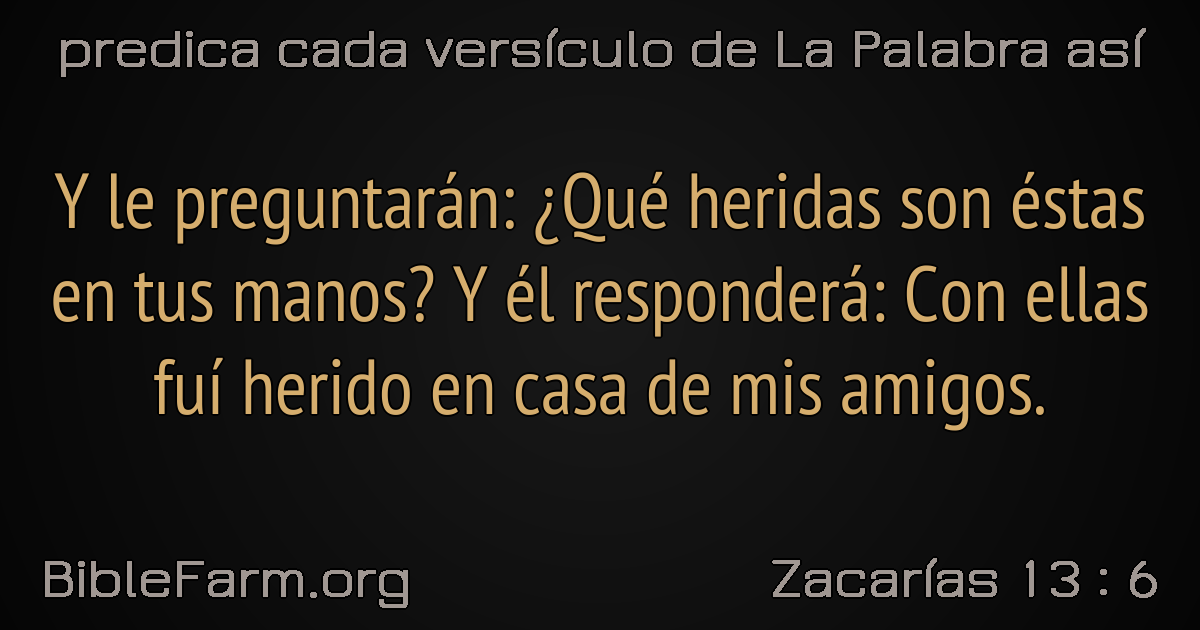 predica cada versículo de La Palabra así
Y le preguntarán: ¿Qué heridas son éstas
en tus manos? Y él responderá: Con ellas
fuí herido en casa de mis amigos.
BibleFarm.org
Zacarías 13 : 6